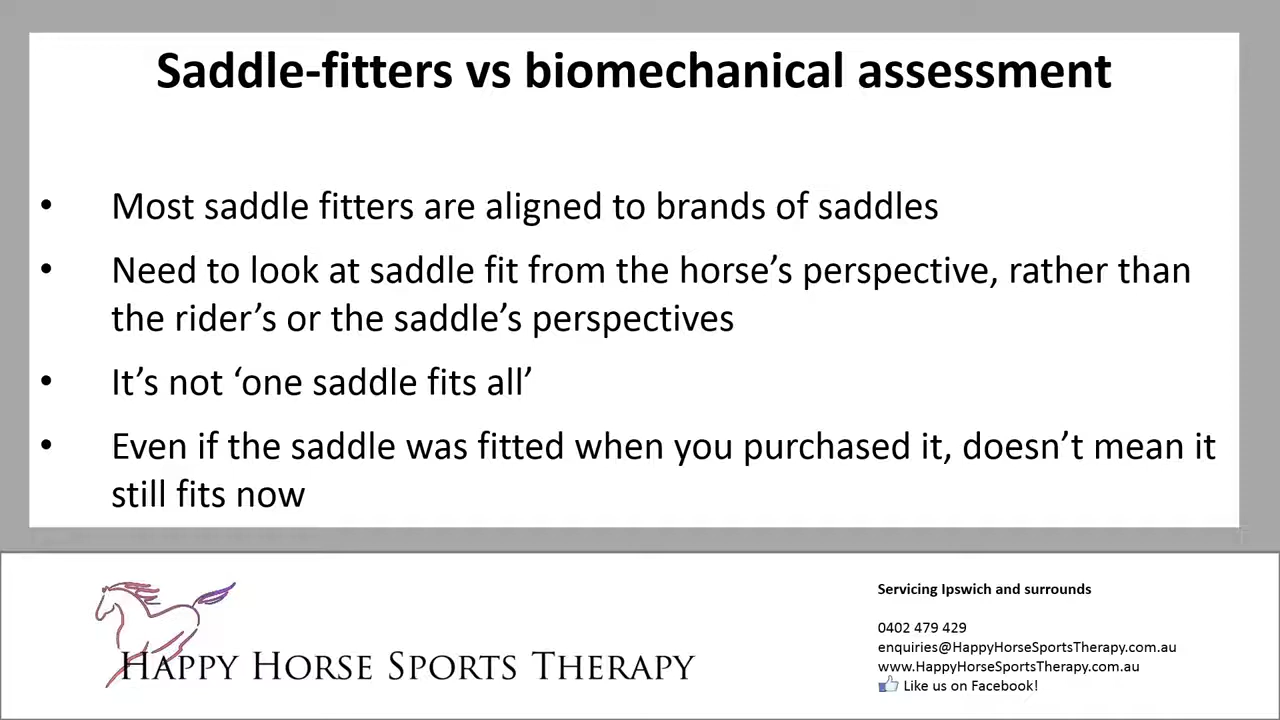 Saddle-fitters vs biomechanical assessment
• Most saddle fitters are aligned to brands of saddles
• Need to look at saddle fit from the horse’s perspective, rather than
the rider’s or the saddle’s perspectives
• It’s not ‘one saddle fits all’
• Even if the saddle was fitted when you purchased it, doesn’t mean it
still fits now
HAPPY HORSE SPORTS THERAPY
Servicing Ipswich and surrounds
0402 479 429
enquiries@HappyHorseSportsTherapy.com.au
www.HappyHorseSportsTherapy.com.au
Like us on Facebook!